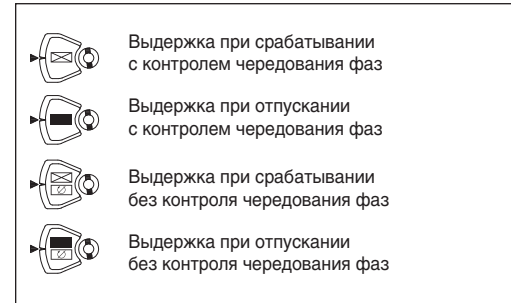 Выдержка при срабатывании
с контролем чередования фаз
Выдержка при отпускании
с контролем чередования фаз
Выдержка при срабатывании
без контроля чередования фаз
Выдержка при отпускании
без контроля чередования фаз